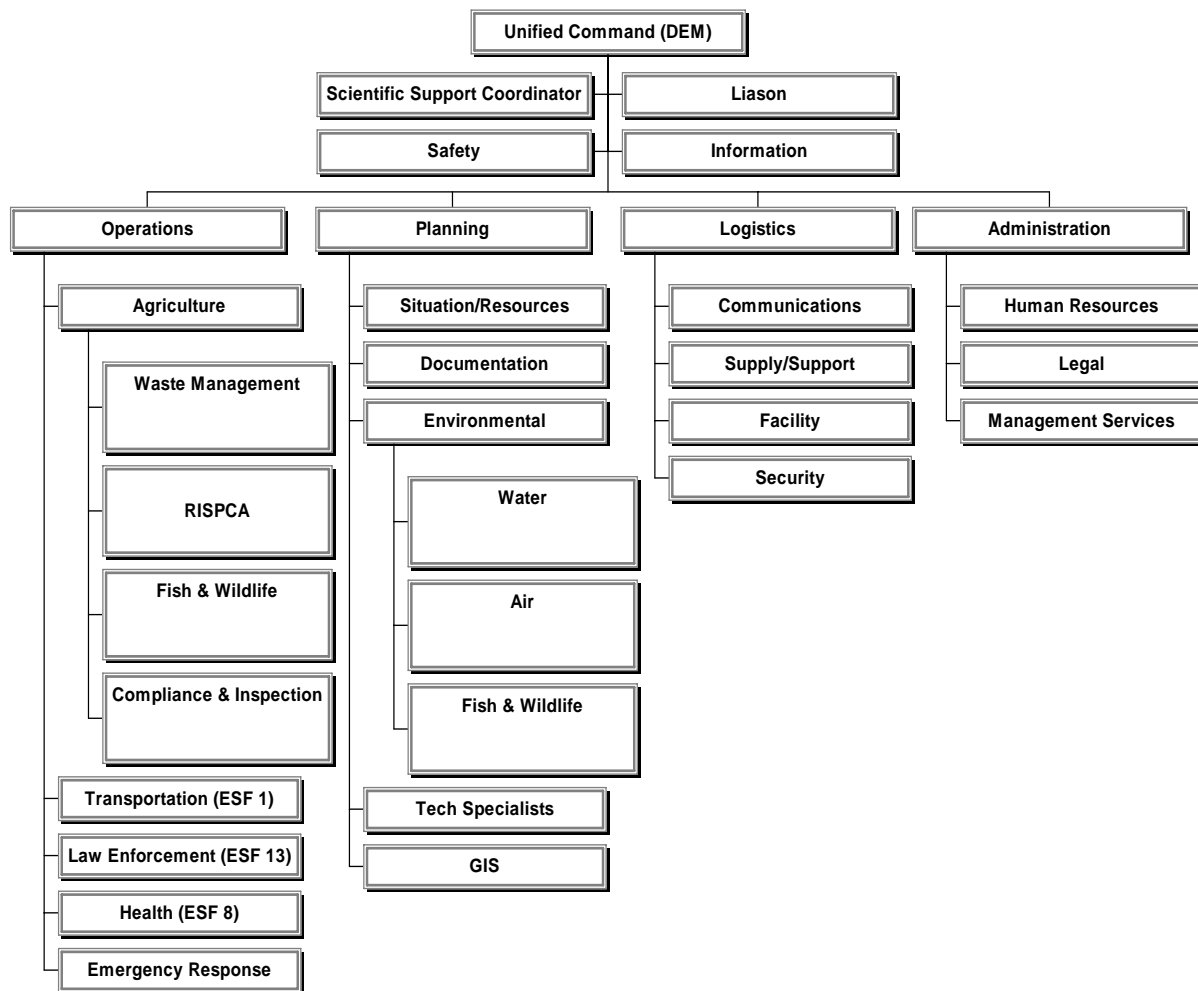 Unified Command (DEM)
Scientific Support Coordinator
Liason
Safety
Information
Operations
Planning
Logistics
Administration
Agriculture
Waste Management
RISPCA
Fish & Wildlife
Compliance & Inspection
Transportation (ESF 1)
Law Enforcement (ESF 13)
Health (ESF 8)
Emergency Response
Situation/Resources
Documentation
Environmental
Water
Air
Fish & Wildlife
Tech Specialists
GIS
Communications
Supply/Support
Facility
Security
Human Resources
Legal
Management Services